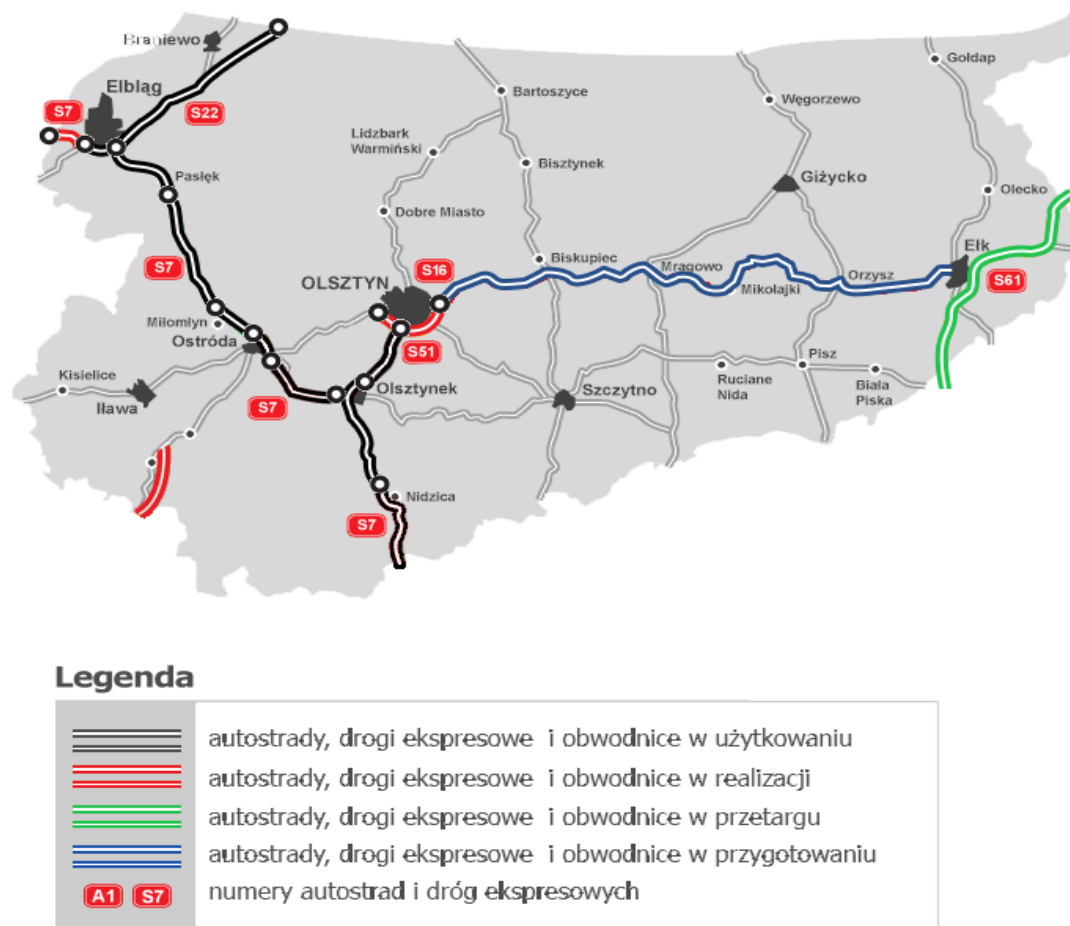 Braniewo
Gołdap
Elbląg
S7
S22
Bartoszyce
Węgorzewo
Lidzbark
Warmiński
Bisztynek
Pasłęk
Giżycko
Olecko
Dobre Miasto
Ełk
S7
OLSZTYN
S16
Biskupiec
Mrągowo
Orzysz
S61
Mikołajki
Miłomłyn
Ostróda
S51
Pisz
Kisielice
Iława
S7
Olsztynek
Szczytno
Ruciane
Nida
Biała
Piska
Nidzica
S7
Legenda
autostrady, drogi ekspresowe i obwodnice w użytkowaniu
autostrady, drogi ekspresowe i obwodnice w realizacji
autostrady, drogi ekspresowe i obwodnice w przetargu
autostrady, drogi ekspresowe i obwodnice w przygotowaniu
A1 S7 numery autostrad i dróg ekspresowych